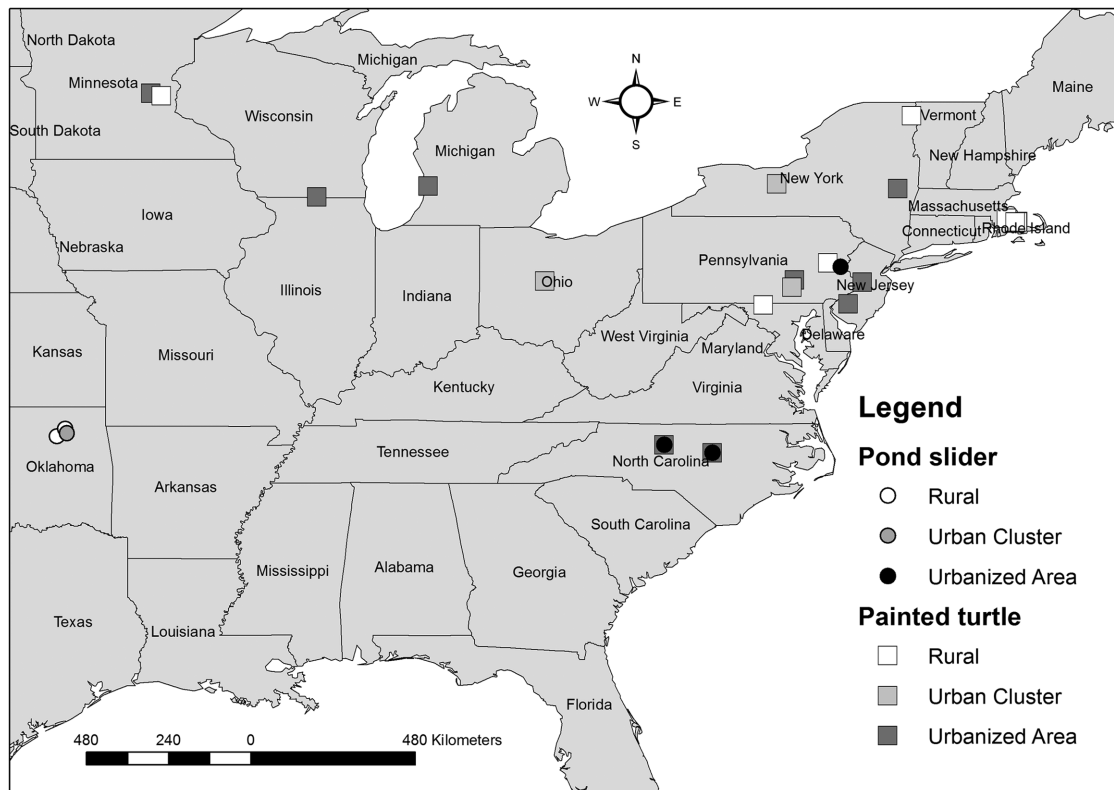 North Dakota
Michigan
Minnesota
N
Maine
W
E
Wisconsin
Vermont
South Dakota
S
Michigan
New Hampshire
New York
Massachusetts
Iowa
Connecticut
Rhode Island
Nebraska
Pennsylvania
Ohio
New Jersey
Illinois
Indiana
Delaware
West Virginia
Maryland
Kansas
Missouri
Kentucky
Virginia
Tennessee
North Carolina
Oklahoma
Arkansas
South Carolina
Mississippi
Alabama
Georgia
Texas
Louisiana
Florida
480 240 0 480 Kilometers
Legend
Pond slider
Rural
Urban Cluster
Urbanized Area
Painted turtle
Rural
Urban Cluster
Urbanized Area